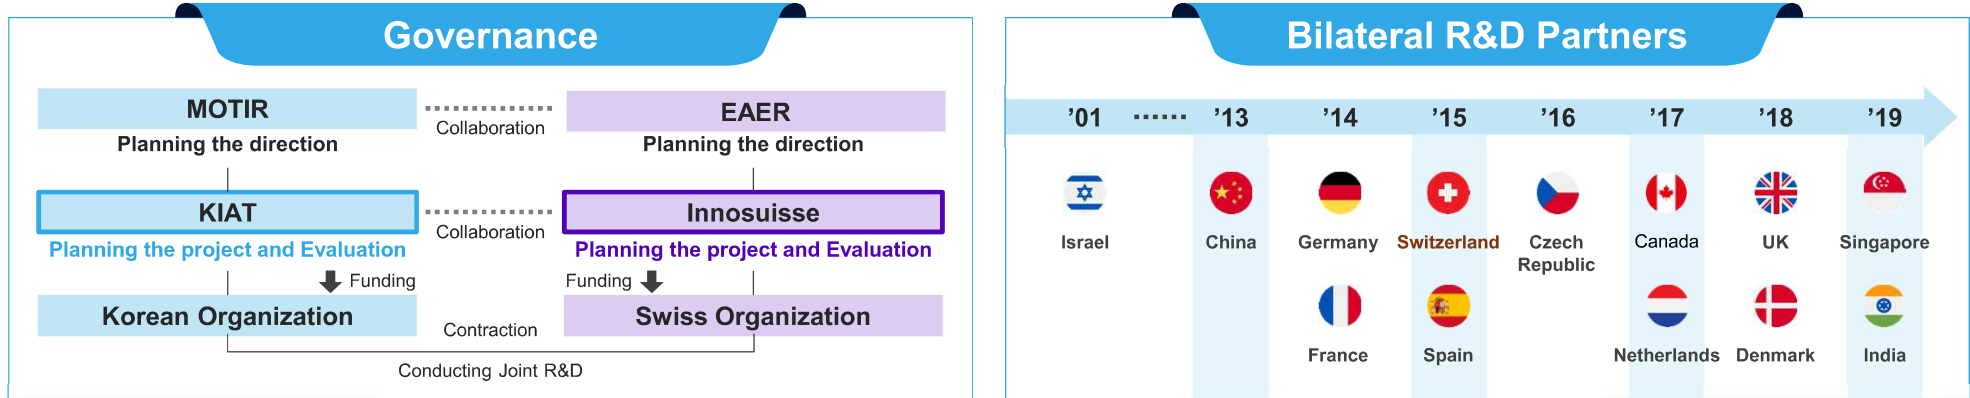 Governance
MOTIR
EAER
Collaboration
Planning the direction
Planning the direction
KIAT
Innosuisse
Collaboration
Planning the project and Evaluation
Planning the project and Evaluation
Funding
Funding
Korean Organization
Swiss Organization
Contraction
Conducting Joint R&D
Bilateral R&D Partners
’01 ...... ’13 ’14 ’15 ’16 ’17 ’18 ’19
Israel China Germany Switzerland Czech Canada UK Singapore
Republic
France Spain Netherlands Denmark India